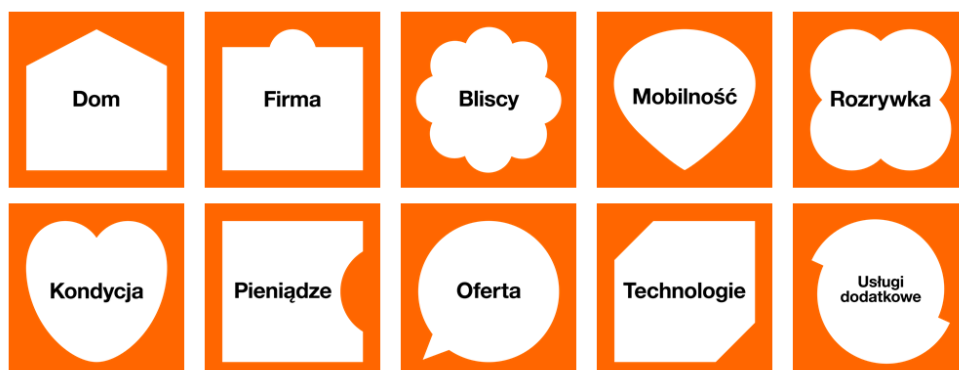 Dom
Firma
Bliscy
Mobilność
Rozrywka
Kondycja
Pieniądze
Oferta
Technologie
Usługi
dodatkowe